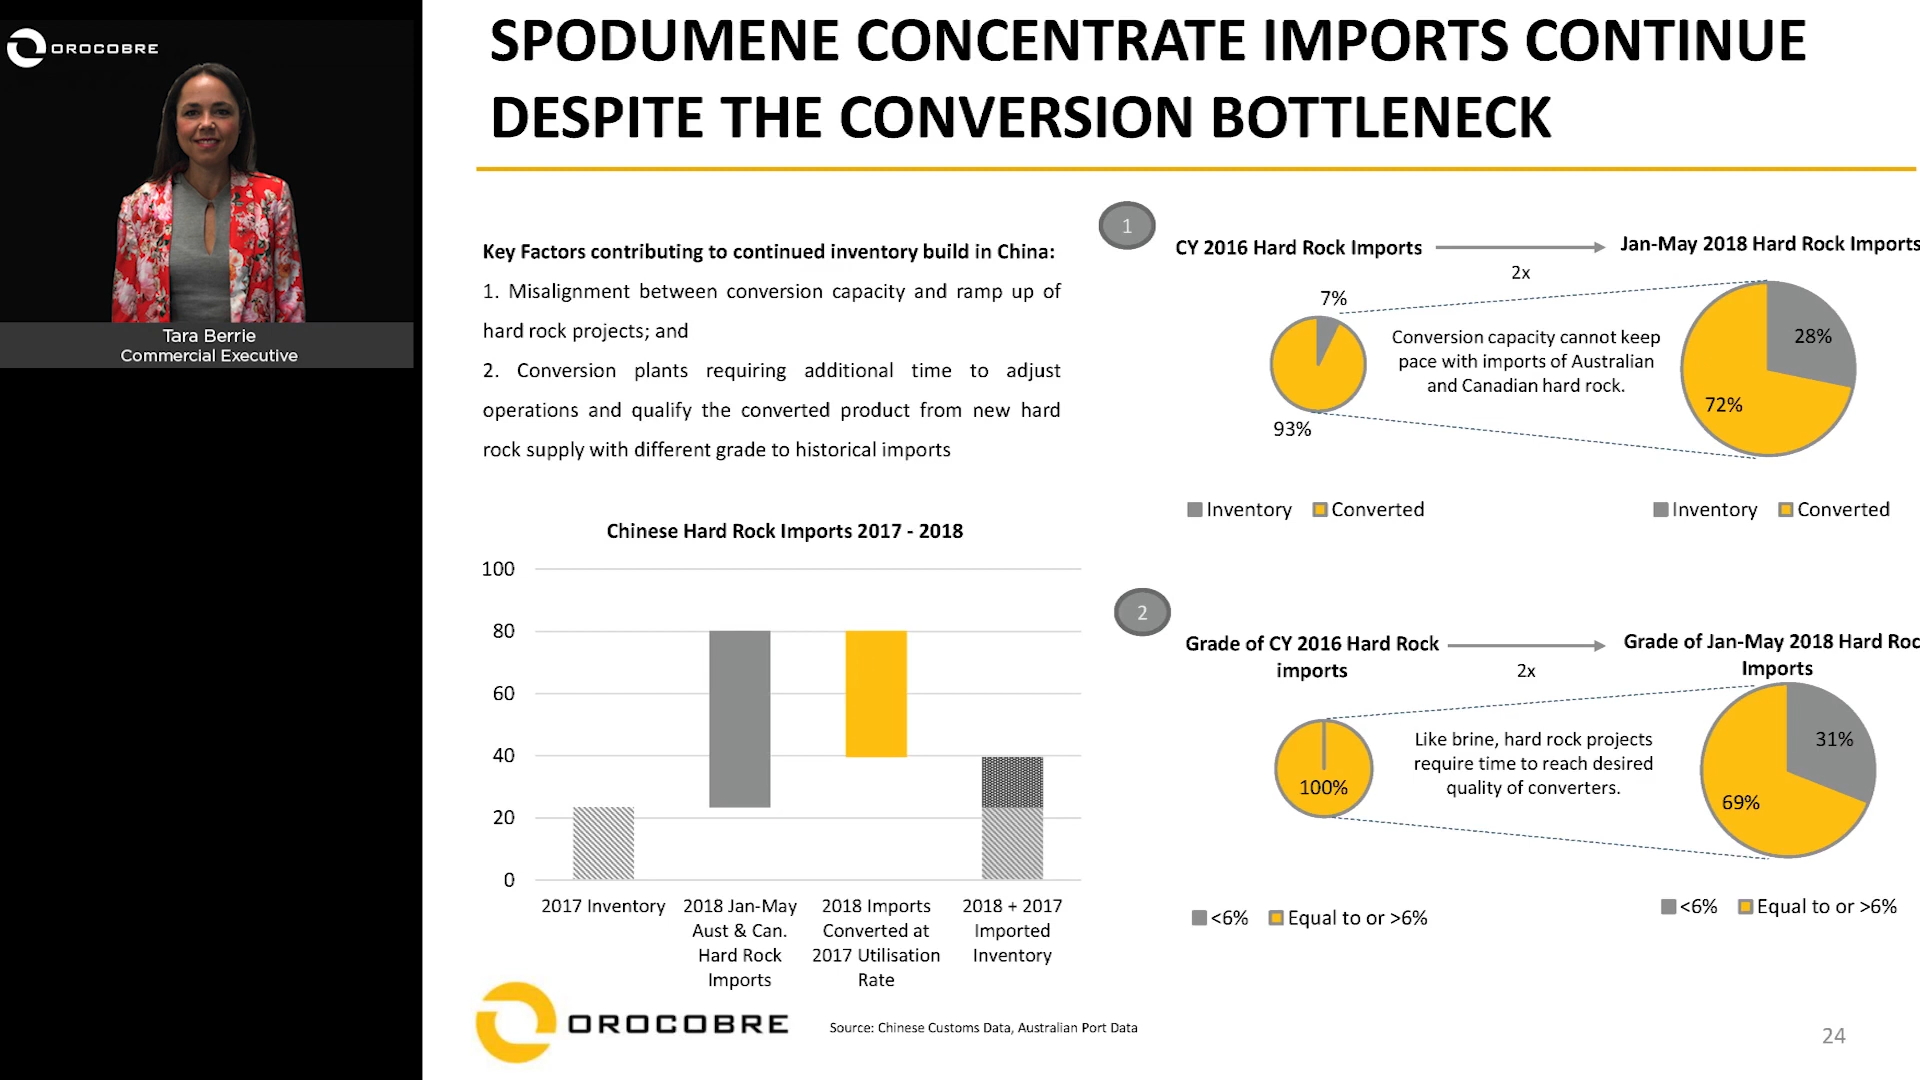 OROCOBRE
Tara Berrie
Commercial Executive
SPODUMENE CONCENTRATE IMPORTS CONTINUE
DESPITE THE CONVERSION BOTTLENECK
Key Factors contributing to continued inventory build in China:
1. Misalignment between conversion capacity and ramp up of
hard rock projects; and
2. Conversion plants requiring additional time to adjust
operations and qualify the converted product from new hard
rock supply with different grade to historical imports
Chinese Hard Rock Imports 2017 - 2018
100
80
60
40
20
0
2017 Inventory
2018 Jan-May
Aust & Can.
Hard Rock
Imports
2018 Imports
Converted at
2017 Utilisation
Rate
2018 + 2017
Imported
Inventory
1
CY 2016 Hard Rock Imports
2x
Jan-May 2018 Hard Rock Imports
7%
93%
Conversion capacity cannot keep
pace with imports of Australian
and Canadian hard rock.
28%
72%
Inventory Converted
Inventory Converted
2
Grade of CY 2016 Hard Rock
imports
2x
Grade of Jan-May 2018 Hard Roc
Imports
100%
Like brine, hard rock projects
require time to reach desired
quality of converters.
31%
69%
<6% Equal to or >6%
<6% Equal to or >6%
OROCOBRE
Source: Chinese Customs Data, Australian Port Data
24